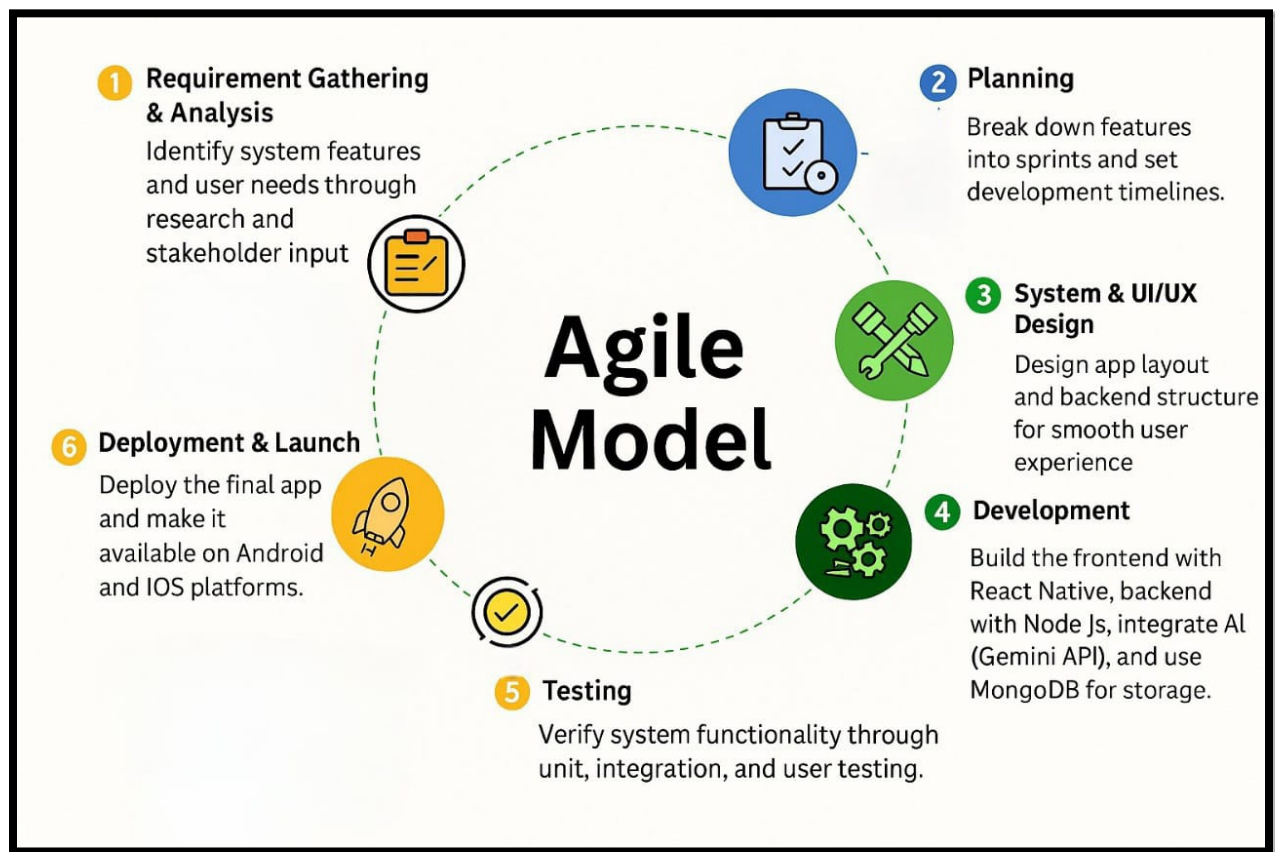 1 Requirement Gathering
& Analysis
Identify system features
and user needs through
research and
stakeholder input
2 Planning
Break down features
into sprints and set
development timelines.
3 System & UI/UX
Design
Design app layout
and backend structure
for smooth user
experience
Agile
Model
4 Development
Build the frontend with
React Native, backend
with Node Js, integrate Al
(Gemini API), and use
MongoDB for storage.
5 Testing
Verify system functionality through
unit, integration, and user testing.
6 Deployment & Launch
Deploy the final app
and make it
available on Android
and IOS platforms.